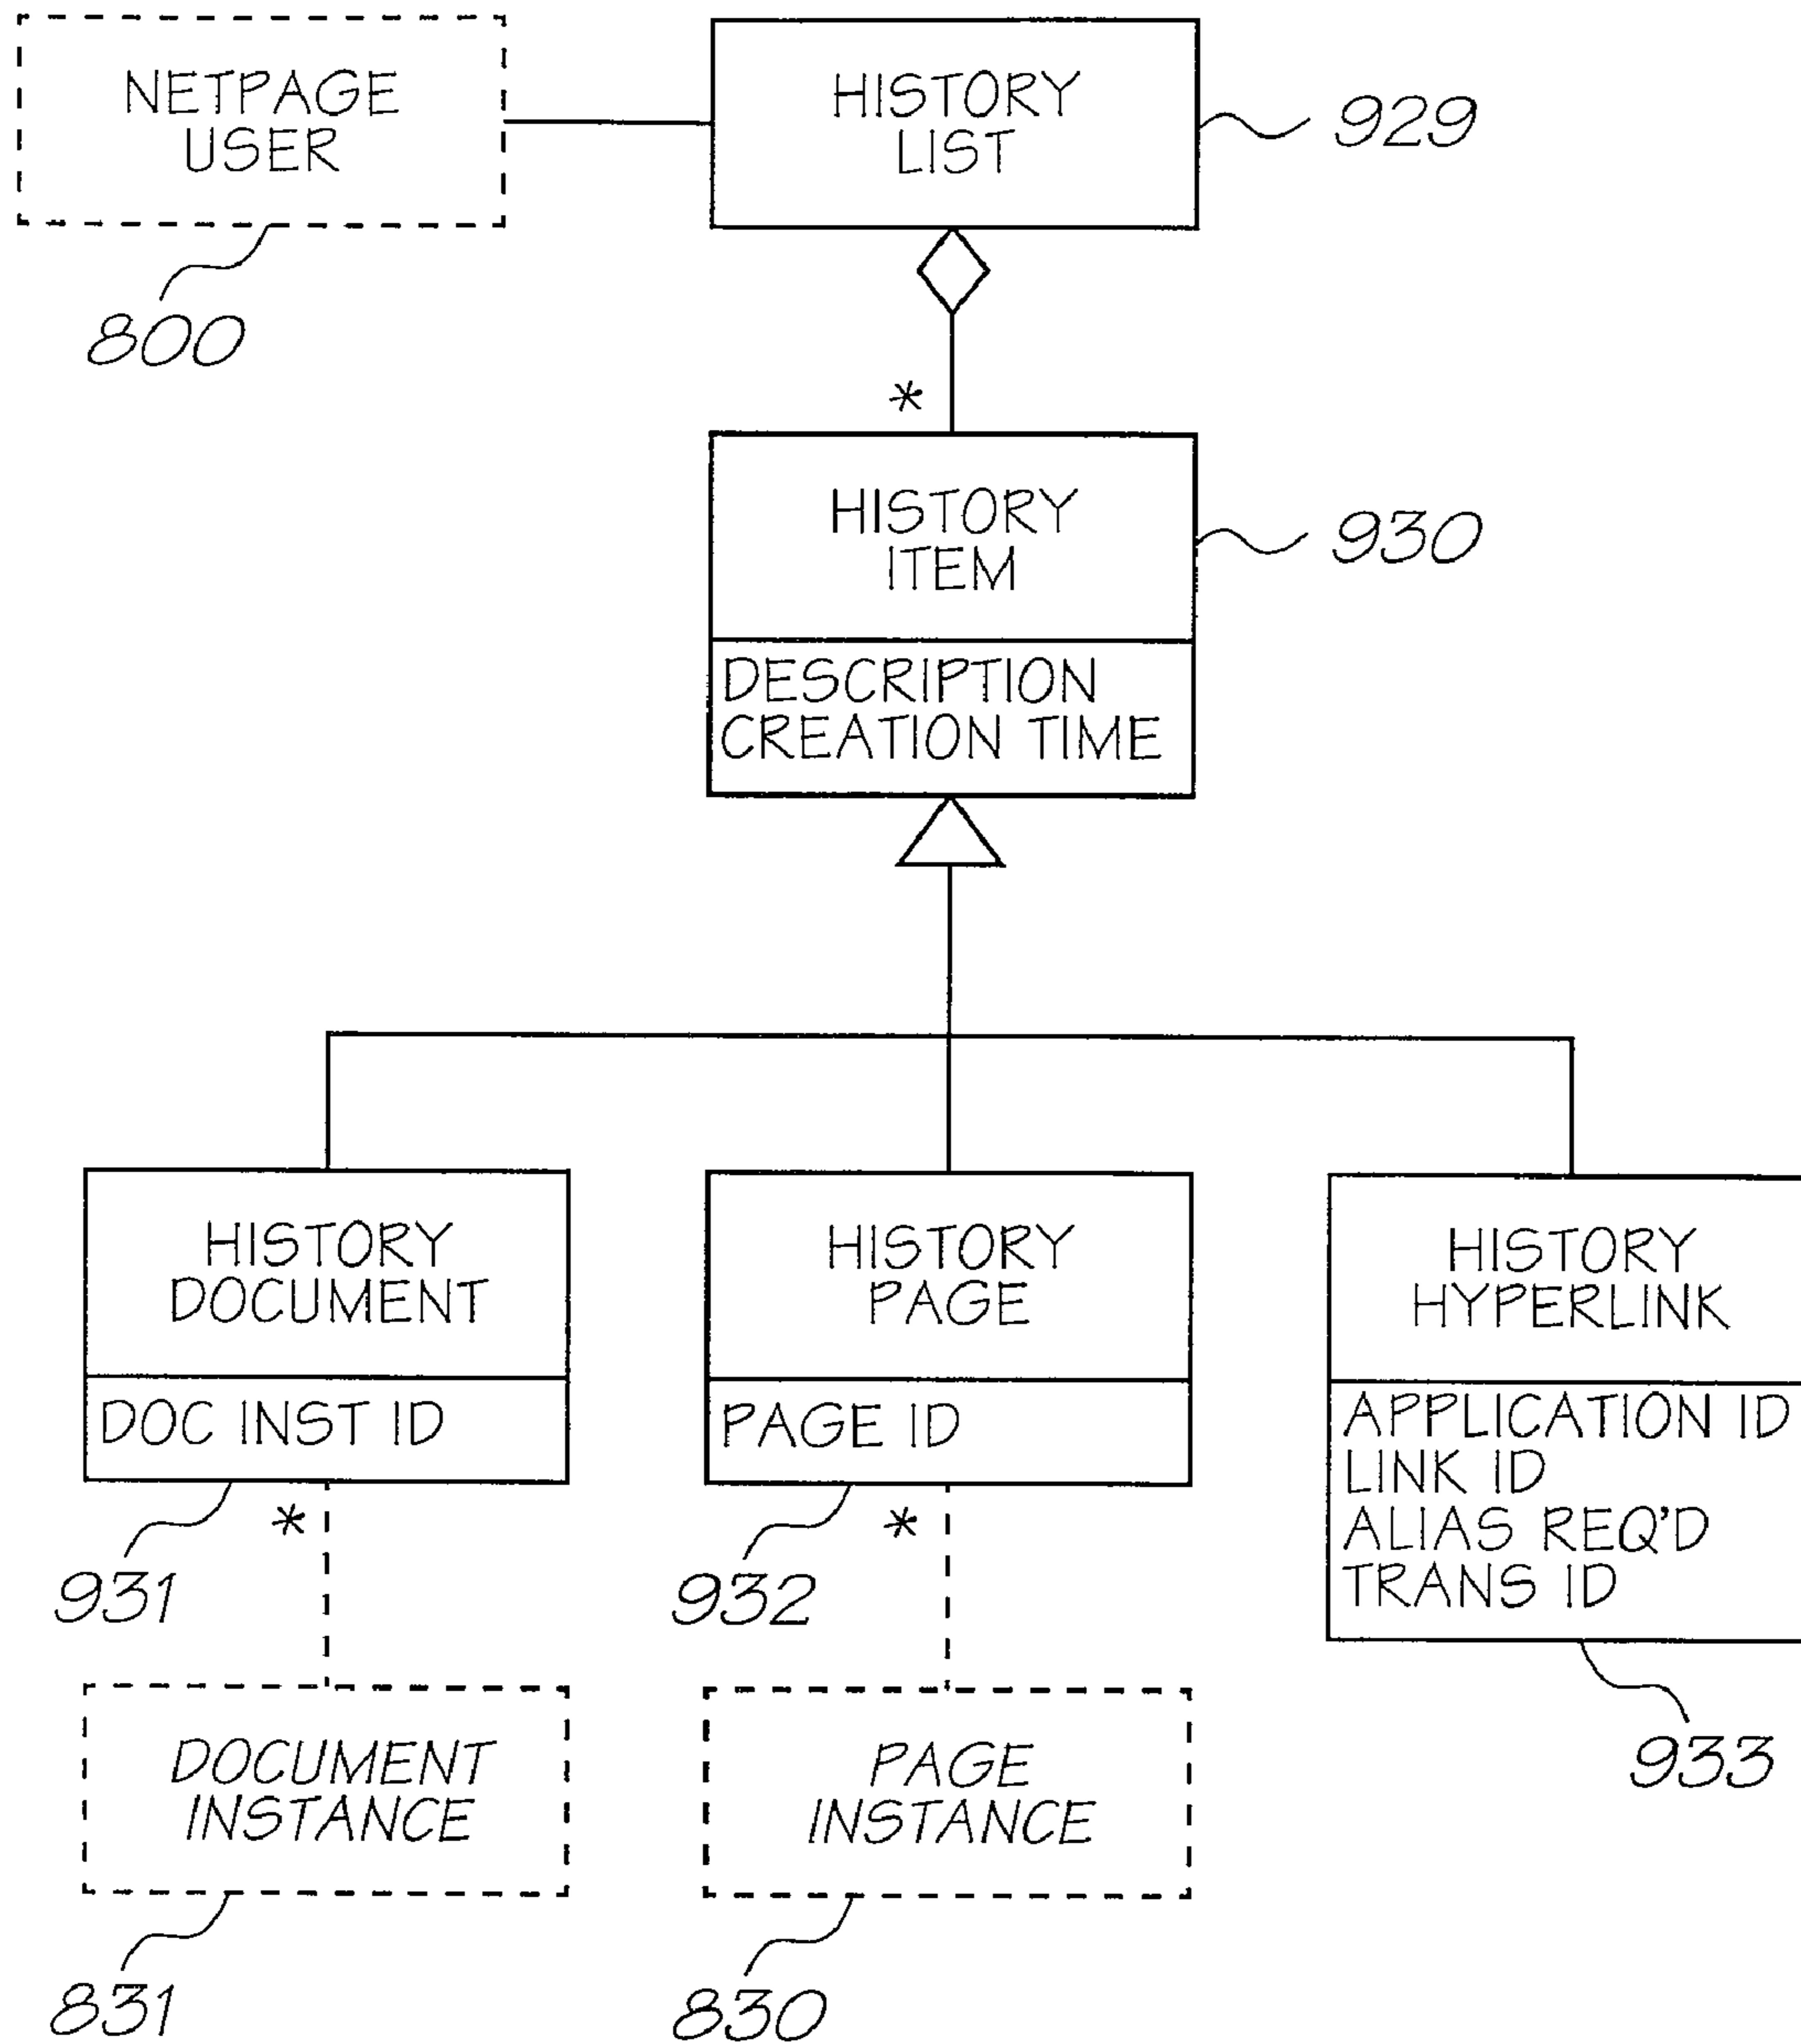 NETPAGE
USER
800
HISTORY
LIST
929
*
HISTORY
ITEM
930
DESCRIPTION
CREATION TIME
HISTORY
DOCUMENT
DOC INST ID
931
*
HISTORY
PAGE
PAGE ID
932
*
HISTORY
HYPERLINK
APPLICATION ID
LINK ID
ALIAS REQ'D
TRANS ID
933
DOCUMENT
INSTANCE
831
PAGE
INSTANCE
830